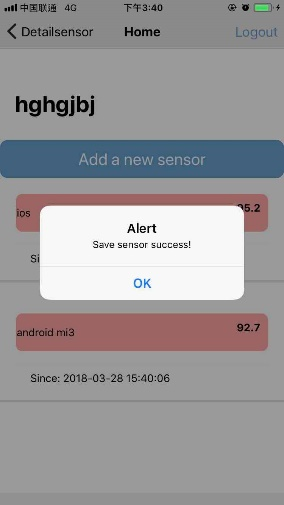 中国联通 4G 下午3:40
Detailsensor Home Logout
hghgjbj
Add a new sensor
ios 95.2
Si
Alert
Save sensor success!
OK
android mi3 92.7
Since: 2018-03-28 15:40:06